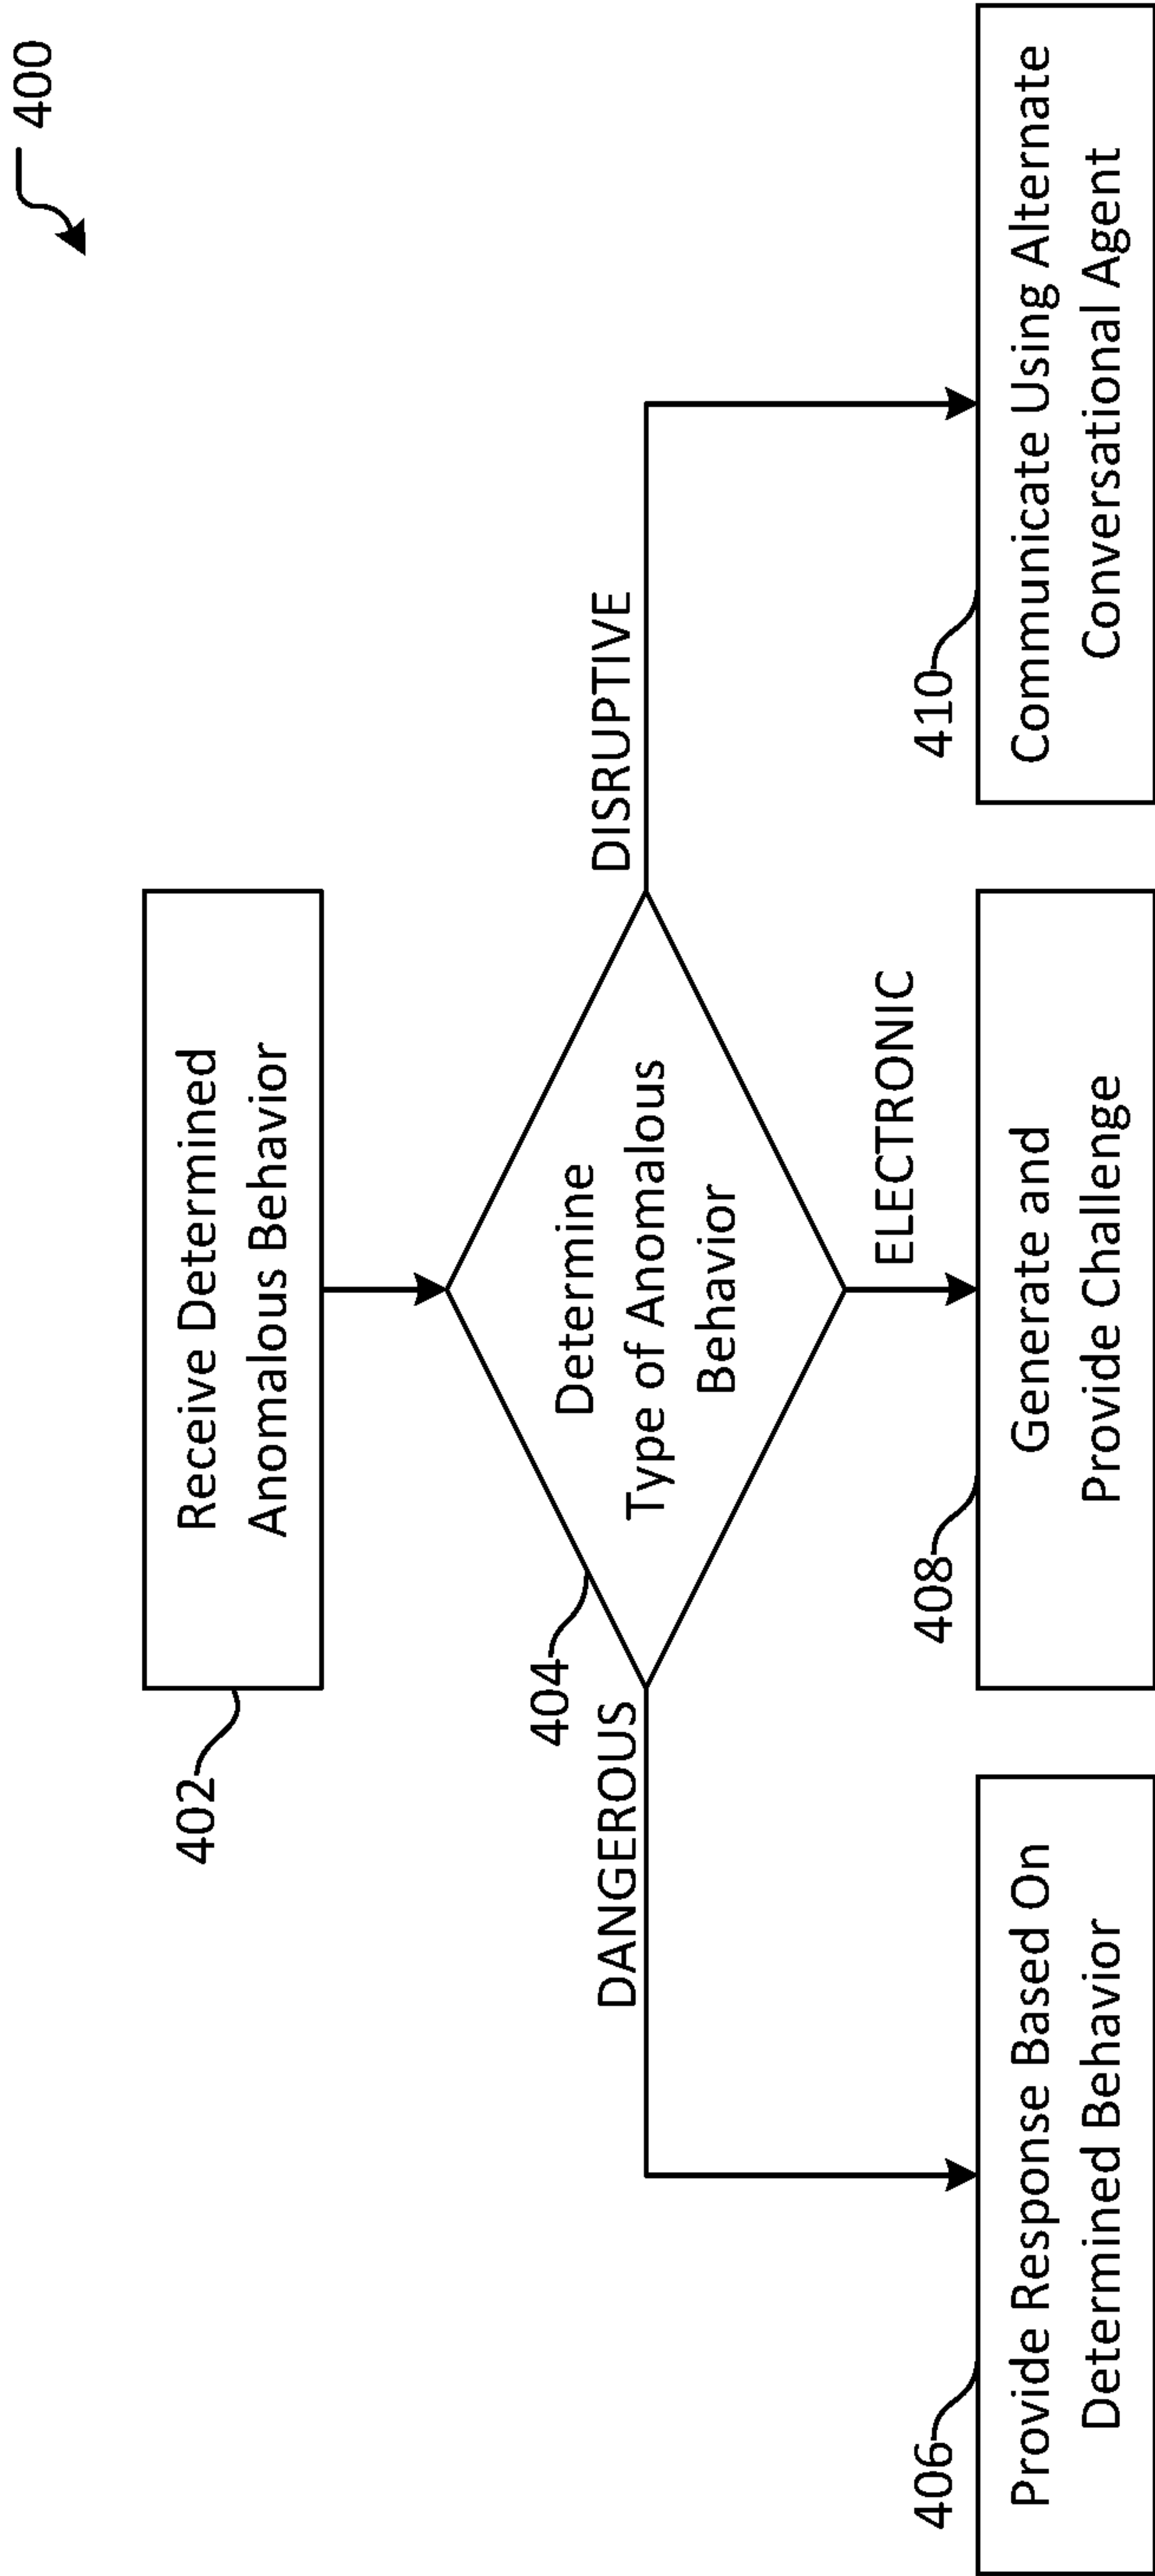 400
402
Receive Determined
Anomalous Behavior
404
Determine
Type of Anomalous
Behavior
DANGEROUS
DISRUPTIVE
ELECTRONIC
406
Provide Response Based On
Determined Behavior
408
Generate and
Provide Challenge
410
Communicate Using Alternate
Conversational Agent